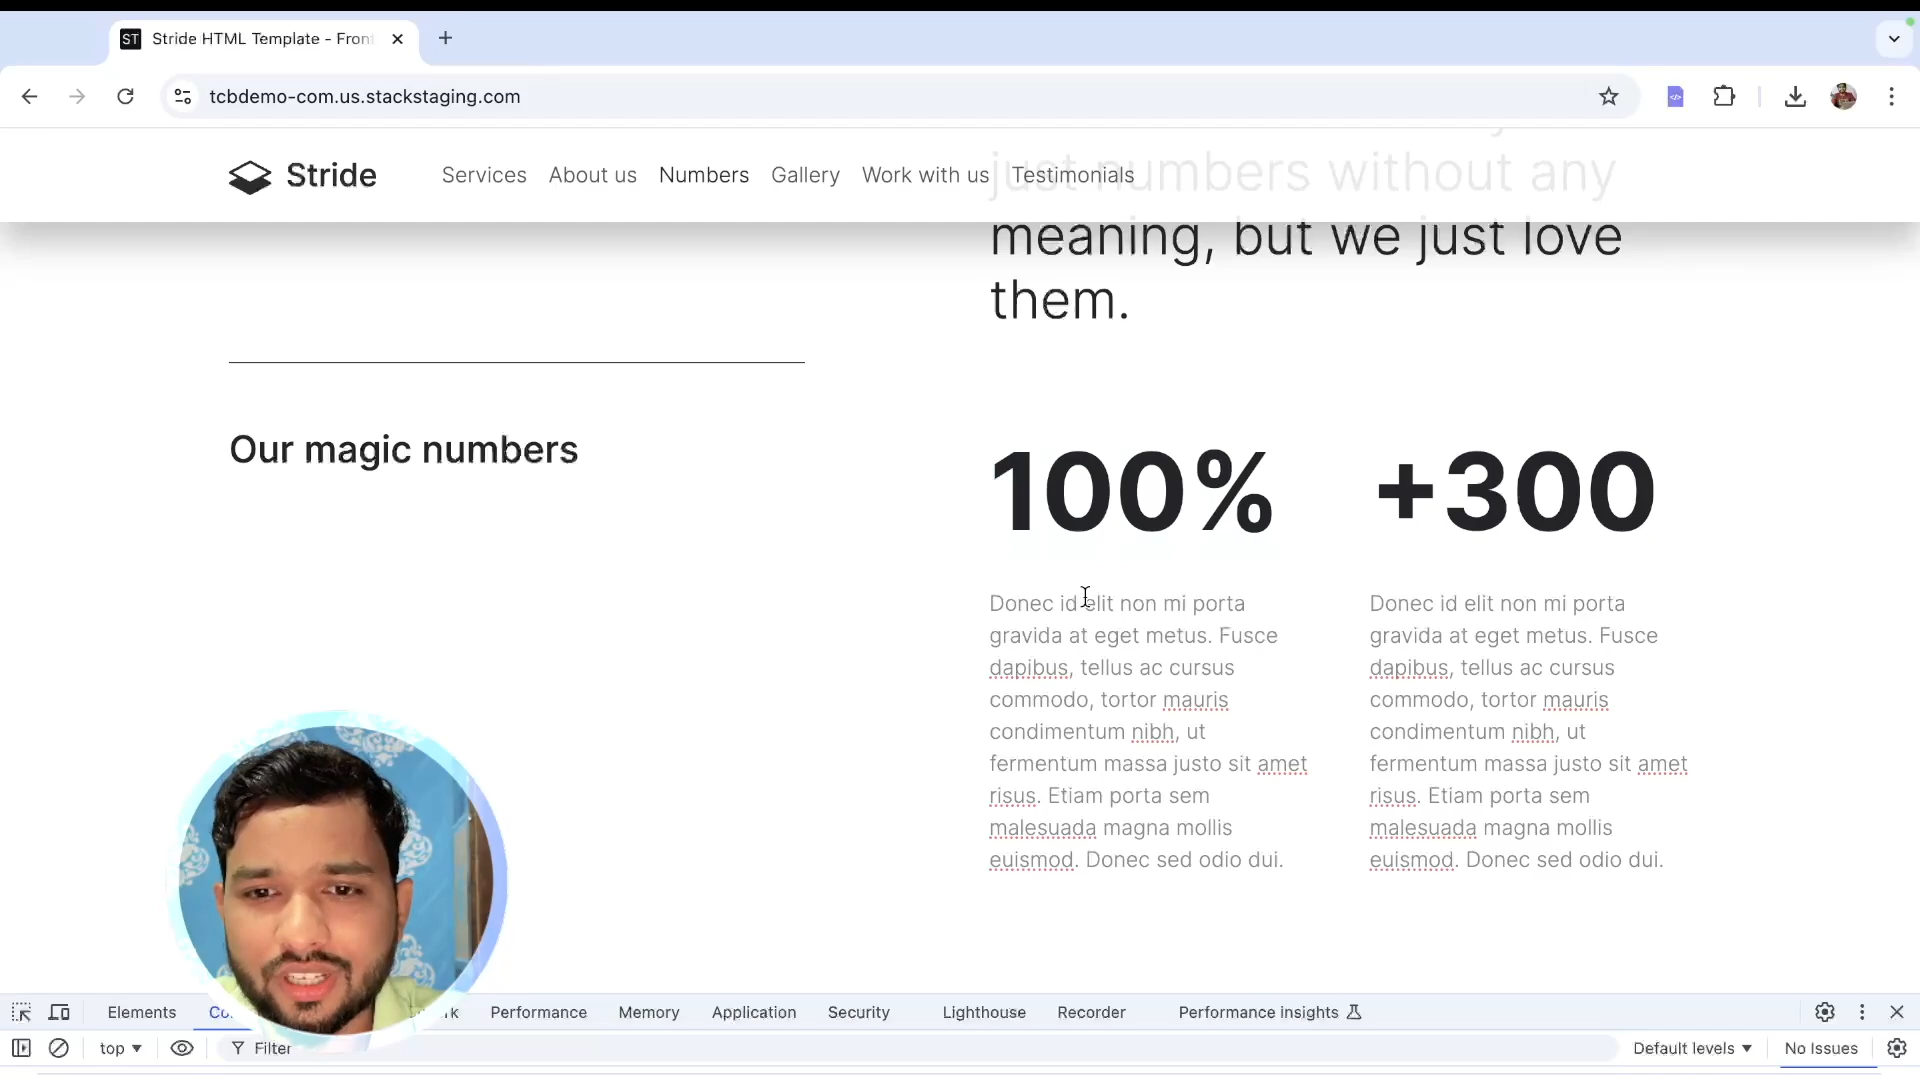 ST Stride HTML Template - Front
tcbdemo-com.us.stackstaging.com
Stride Services About us Numbers Gallery Work with us Testimonials
just numbers without any
meaning, but we just love
them.
Our magic numbers
100%
Donec id elit non mi porta
gravida at eget metus. Fusce
dapibus, tellus ac cursus
commodo, tortor mauris
condimentum nibh, ut
fermentum massa justo sit amet
risus. Etiam porta sem
malesuada magna mollis
euismod. Donec sed odio dui.
+300
Donec id elit non mi porta
gravida at eget metus. Fusce
dapibus, tellus ac cursus
commodo, tortor mauris
condimentum nibh, ut
fermentum massa justo sit amet
risus. Etiam porta sem
malesuada magna mollis
euismod. Donec sed odio dui.
Elements Performance Memory Application Security Lighthouse Recorder Performance insights
top Filter Default levels No Issues